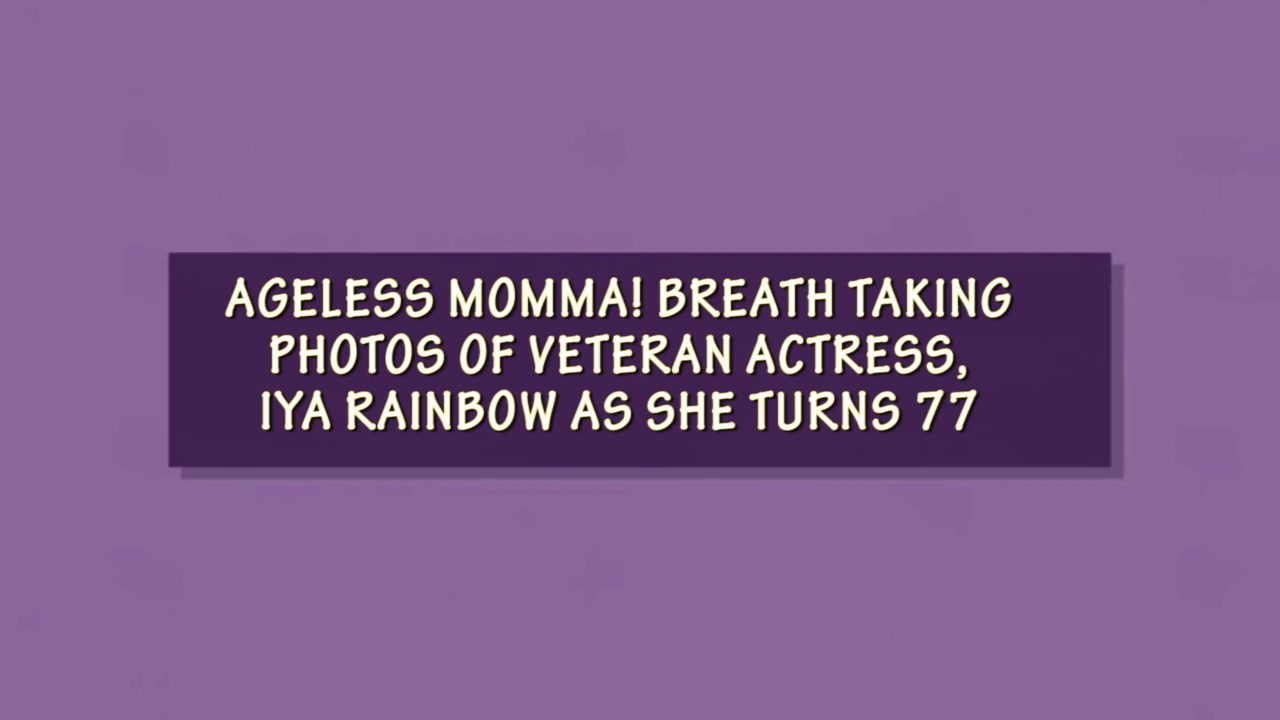 AGELESS MOMMA! BREATH TAKING
PHOTOS OF VETERAN ACTRESS,
IYA RAINBOW AS SHE TURNS 77